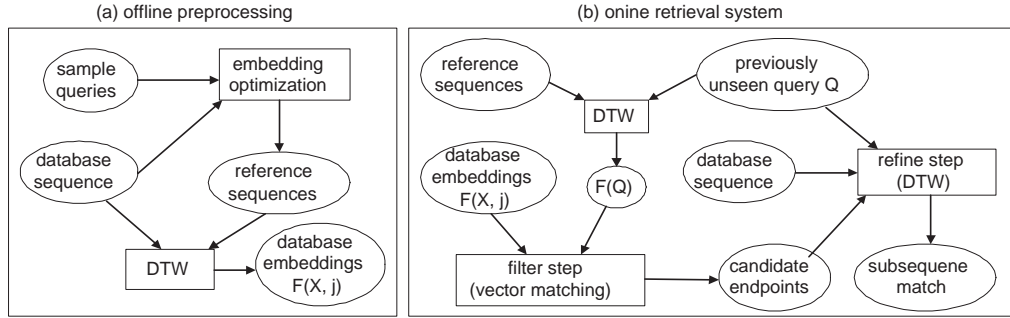 (a) offline preprocessing
sample
queries
embedding
optimization
database
sequence
reference
sequences
DTW
database
embeddings
F(X, j)
(b) onine retrieval system
reference
sequences
previously
unseen query Q
DTW
database
embeddings
F(X, j)
F(Q)
database
sequence
refine step
(DTW)
filter step
(vector matching)
candidate
endpoints
subsequene
match